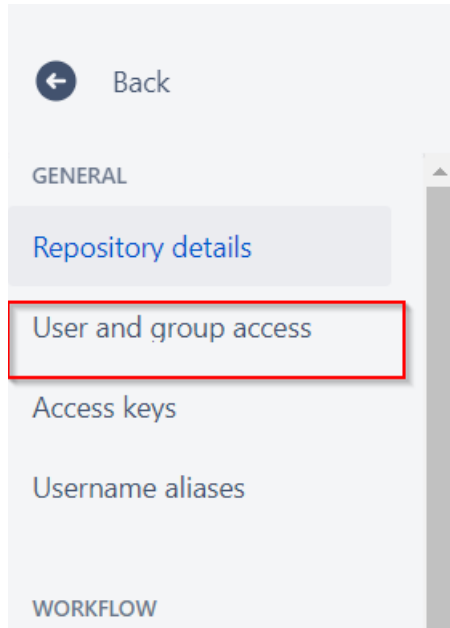 Back
GENERAL
Repository details
User and group access
Access keys
Username aliases
WORKFLOW